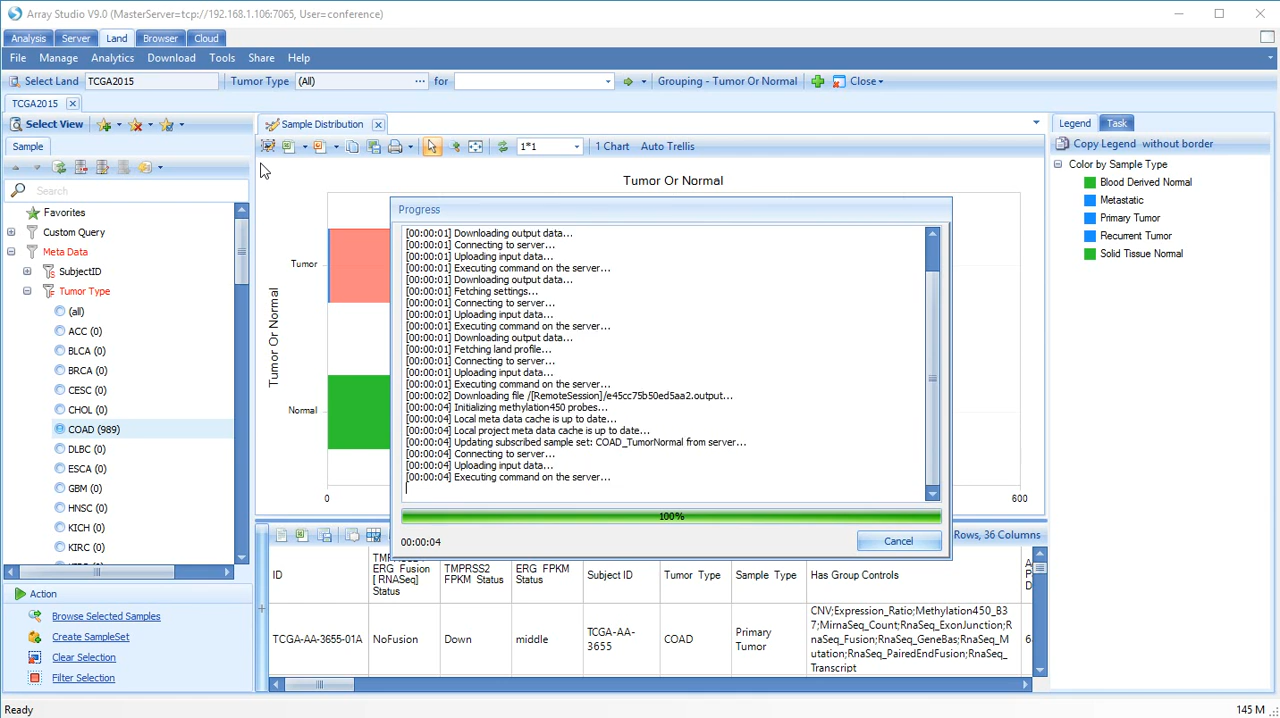 Array Studio V9.0 (MasterServer=tcp://192.168.1.106:7065, User=conference)
Analysis Server Land Browser Cloud
File Manage Analytics Download Tools Share Help
Select Land TCGA2015 Tumor Type (All) ... for Grouping - Tumor Or Normal Close
TCGA2015
Select View
Sample Distribution
Legend Task
Sample
1*1 1 Chart Auto Trellis
Copy Legend without border
Search
Favorites
Custom Query
Meta Data
SubjectID
Tumor Type
(all)
ACC (0)
BLCA (0)
BRCA (0)
CESC (0)
CHOL (0)
COAD (989)
DLBC (0)
ESCA (0)
GBM (0)
HNSC (0)
KICH (0)
KIRC (0)
Action
Browse Selected Samples
Create SampleSet
Clear Selection
Filter Selection
Tumor Or Normal
Tumor Or Normal
Tumor
Normal
0
600
Progress
[00:00:01] Downloading output data...
[00:00:01] Connecting to server...
[00:00:01] Uploading input data...
[00:00:01] Executing command on the server...
[00:00:01] Downloading output data...
[00:00:01] Fetching settings...
[00:00:01] Connecting to server...
[00:00:01] Uploading input data...
[00:00:01] Executing command on the server...
[00:00:01] Downloading output data...
[00:00:01] Fetching land profile...
[00:00:01] Connecting to server...
[00:00:01] Uploading input data...
[00:00:01] Executing command on the server...
[00:00:02] Downloading file /[RemoteSession]/e45cc75b50ed5aa2.output...
[00:00:04] Initializing methylation450 probes...
[00:00:04] Local meta data cache is up to date...
[00:00:04] Local project meta data cache is up to date...
[00:00:04] Updating subscribed sample set: COAD_TumorNormal from server...
[00:00:04] Connecting to server...
[00:00:04] Uploading input data...
[00:00:04] Executing command on the server...
100%
00:00:04
Cancel
Color by Sample Type
Blood Derived Normal
Metastatic
Primary Tumor
Recurrent Tumor
Solid Tissue Normal
Rows, 36 Columns
ID
ERG Fusion
[RNASeq]
Status
TMPRSS2
FPKM Status
ERG FPKM
Status
Subject ID
Tumor Type
Sample Type
Has Group Controls
TCGA-AA-3655-01A
NoFusion
Down
middle
TCGA-AA-
3655
COAD
Primary
Tumor
CNV;Expression_Ratio;Methylation450_B3
7;MirnaSeq_Count;RnaSeq_ExonJunction;R
naSeq_Fusion;RnaSeq_GeneBas;RnaSeq_M
utation;RnaSeq_PairedEndFusion;RnaSeq_
Transcript
Ready
145 M